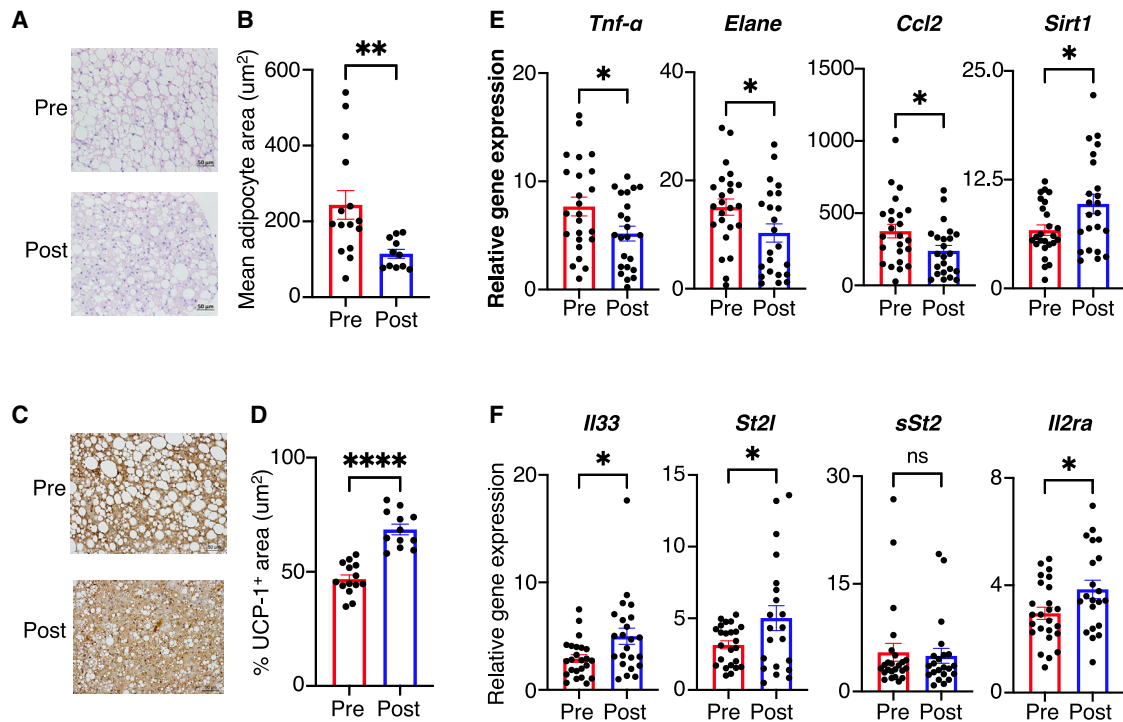 A
Pre
50 µm
Post
50 µm
B
**
Mean adipocyte area (um²)
600
400
200
0
Pre Post
C
Pre
Post
D
****
% UCP-1⁺ area (um²)
100
50
0
Pre Post
E
Relative gene expression
Tnf-α
*
20
10
0
Pre Post
Elane
*
40
20
0
Pre Post
Ccl2
*
1500
1000
500
0
Pre Post
Sirt1
*
25.0
12.5
0
Pre Post
F
Relative gene expression
Il33
*
20
10
0
Pre Post
St2l
*
15
10
5
0
Pre Post
sSt2
ns
30
15
0
Pre Post
Il2ra
*
8
4
0
Pre Post